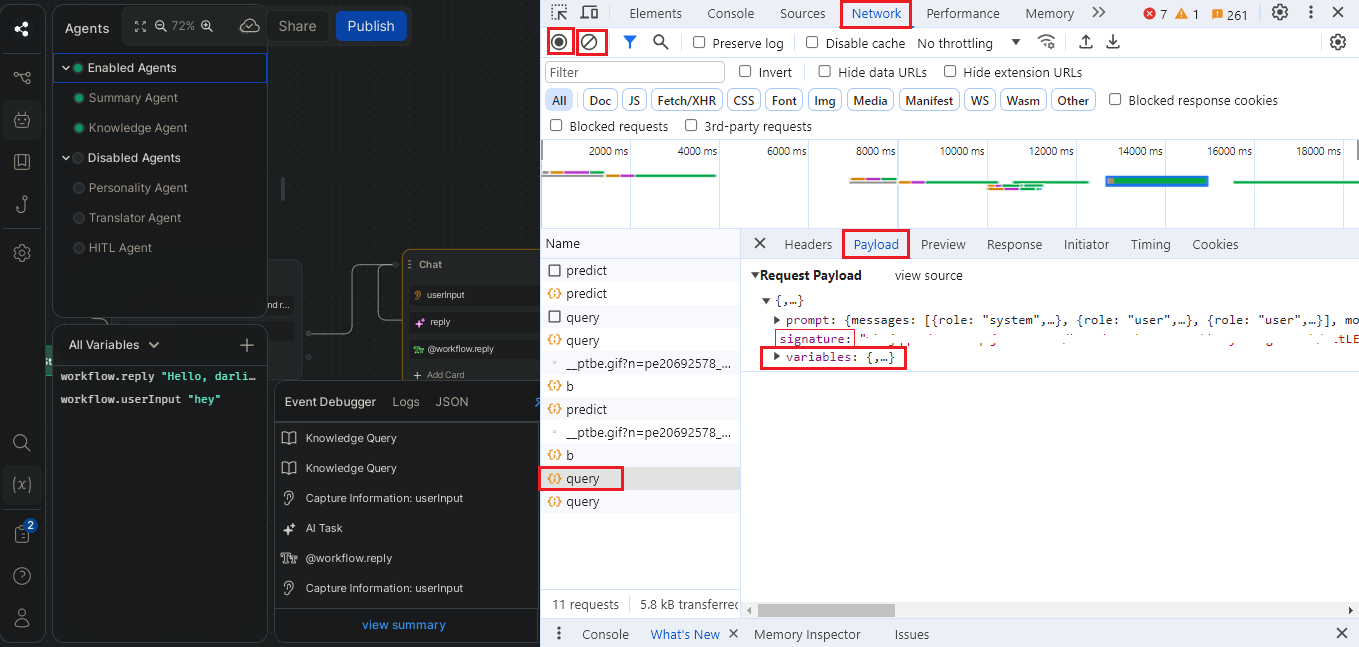 Agents
72%
Share
Publish
Enabled Agents
Summary Agent
Knowledge Agent
Disabled Agents
Personality Agent
Translator Agent
HITL Agent
nd r...
Chat
userInput
reply
@workflow.reply
Add Card
St
All Variables
workflow.reply "Hello, darli…
workflow.userInput "hey"
Event Debugger Logs JSON
Knowledge Query
Knowledge Query
Capture Information: userInput
AI Task
@workflow.reply
Capture Information: userInput
view summary
(x)
2
Elements Console Sources Network Performance Memory
7 1 261
Preserve log Disable cache No throttling
Filter Invert Hide data URLs Hide extension URLs
All Doc JS Fetch/XHR CSS Font Img Media Manifest WS Wasm Other Blocked response cookies
Blocked requests 3rd-party requests
2000 ms 4000 ms 6000 ms 8000 ms 10000 ms 12000 ms 14000 ms 16000 ms 18000 ms
Name
predict
predict
query
query
__ptbe.gif?n=pe20692578_...
b
predict
__ptbe.gif?n=pe20692578_...
b
query
query
11 requests 5.8 kB transferred
Headers Payload Preview Response Initiator Timing Cookies
Request Payload view source
{,…}
prompt: {messages: [{role: "system",…}, {role: "user",…}, {role: "user",…}], mo
signature:
variables: {,…}
Console What's New Memory Inspector Issues